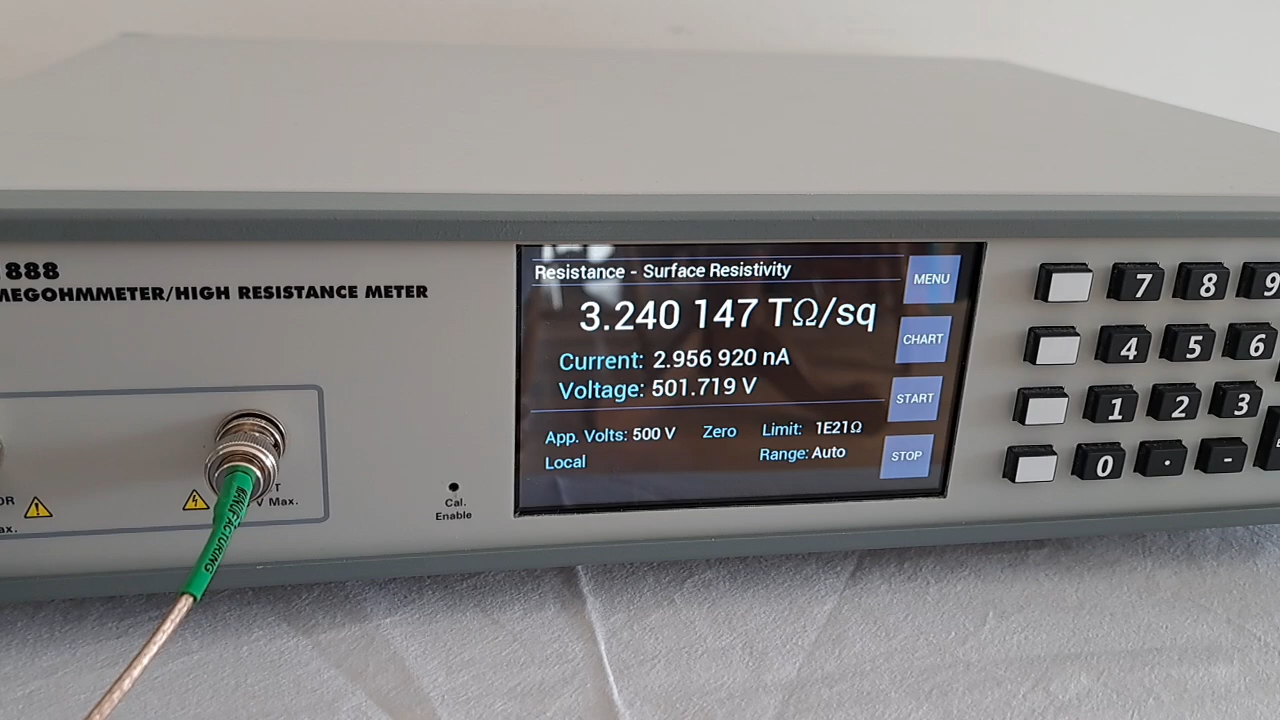 888
MEGOHMMETER/HIGH RESISTANCE METER
Resistance - Surface Resistivity
3.240 147 TΩ/sq
Current: 2.956 920 nA
Voltage: 501.719 V
App. Volts: 500 V Zero Limit: 1E21Ω
Local Range: Auto
MENU
CHART
START
STOP
7 8 9
4 5 6
1 2 3
0 . -
V Max.
Cal.
Enable
MANUFACTURING